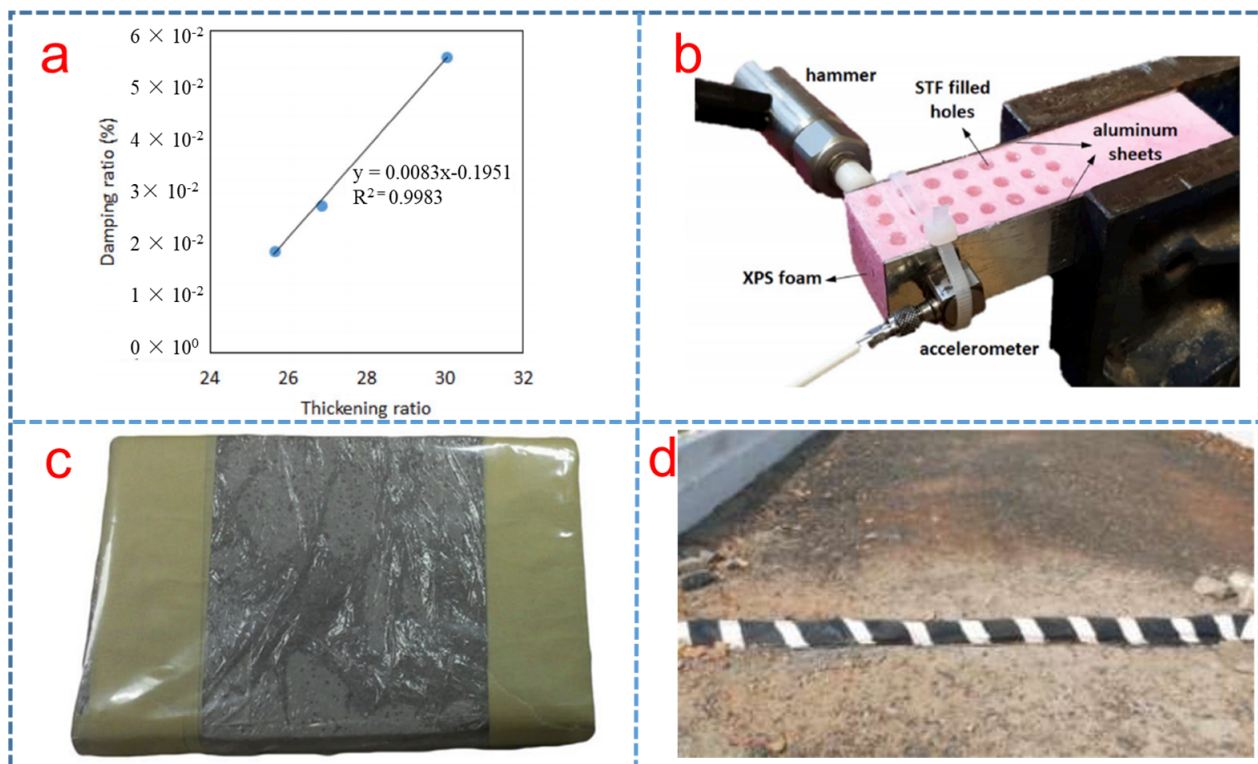 a
6 × 10⁻²
5 × 10⁻²
4 × 10⁻²
3× 10⁻²
2 × 10⁻²
1 × 10⁻²
0 × 10⁰
Damping ratio (%)
y = 0.0083x-0.1951
R² = 0.9983
24 26 28 30 32
Thickening ratio
b
hammer
STF filled
holes
aluminum
sheets
XPS foam
accelerometer
c
d